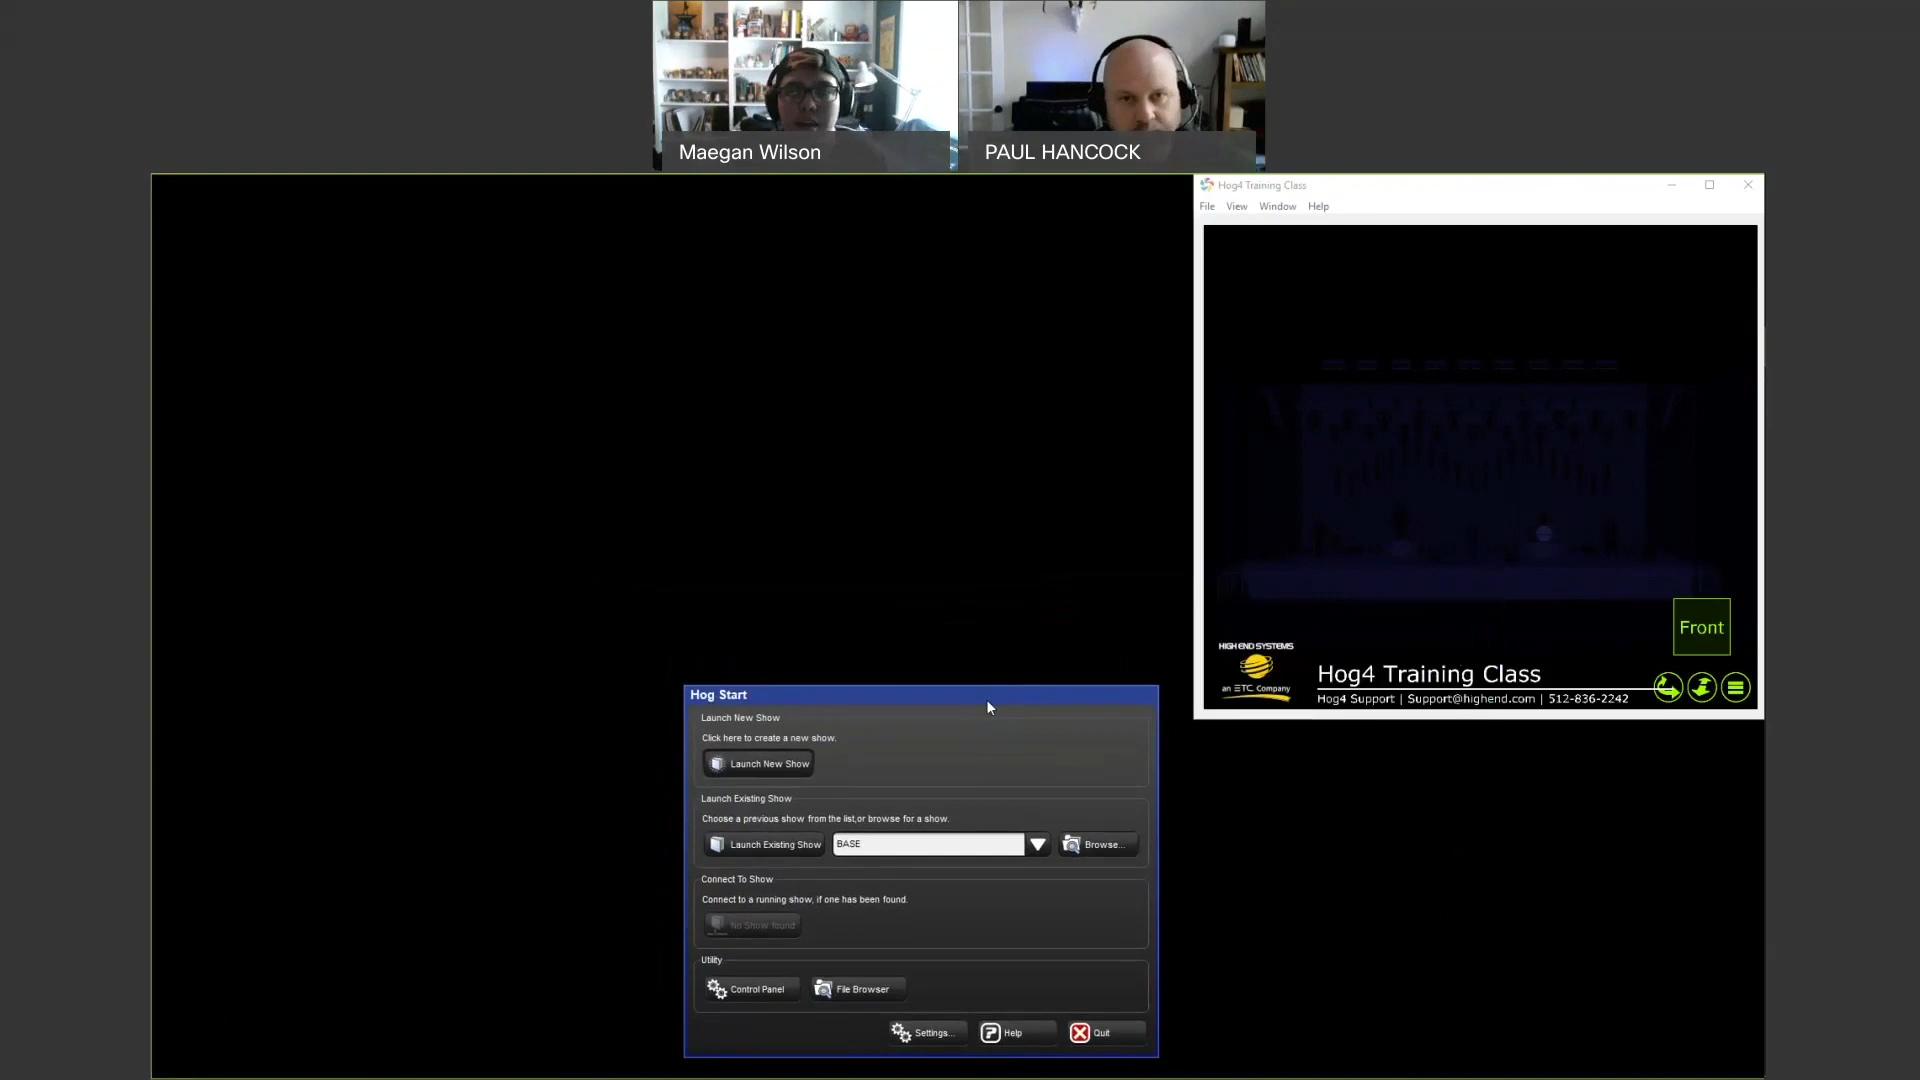 Maegan Wilson
PAUL HANCOCK
Hog4 Training Class
File View Window Help
Front
HIGH END SYSTEMS
an ETC Company
Hog4 Training Class
Hog4 Support | Support@highend.com | 512-836-2242
Hog Start
Launch New Show
Click here to create a new show.
Launch New Show
Launch Existing Show
Choose a previous show from the list,or browse for a show.
Launch Existing Show
BASE
Browse...
Connect To Show
Connect to a running show, if one has been found.
No Show found
Utility
Control Panel
File Browser
Settings...
Help
Quit